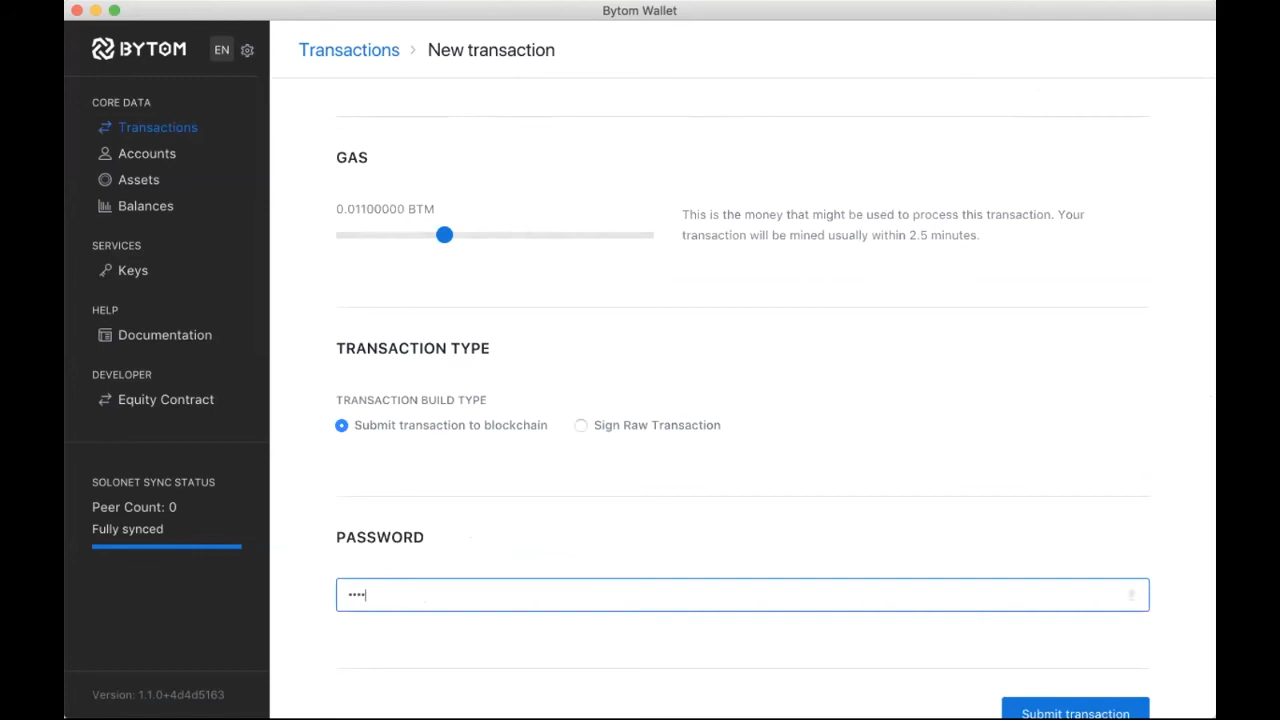 Bytom Wallet
BYTOM
EN
Transactions › New transaction
CORE DATA
Transactions
Accounts
Assets
Balances
SERVICES
Keys
HELP
Documentation
DEVELOPER
Equity Contract
SOLONET SYNC STATUS
Peer Count: 0
Fully synced
Version: 1.1.0+4d4d5163
GAS
0.01100000 BTM
This is the money that might be used to process this transaction. Your
transaction will be mined usually within 2.5 minutes.
TRANSACTION TYPE
TRANSACTION BUILD TYPE
Submit transaction to blockchain
Sign Raw Transaction
PASSWORD
••••
Submit transaction